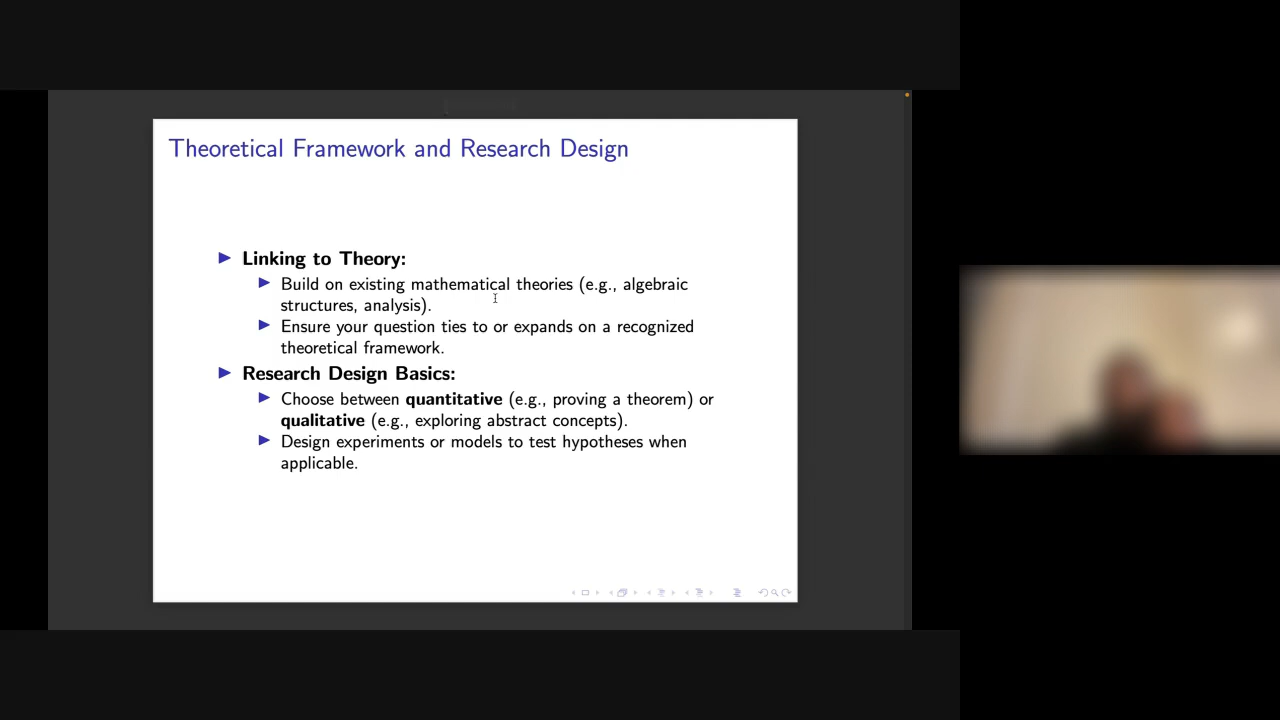 Theoretical Framework and Research Design
Linking to Theory:
Build on existing mathematical theories (e.g., algebraic
structures, analysis).
Ensure your question ties to or expands on a recognized
theoretical framework.
Research Design Basics:
Choose between quantitative (e.g., proving a theorem) or
qualitative (e.g., exploring abstract concepts).
Design experiments or models to test hypotheses when
applicable.